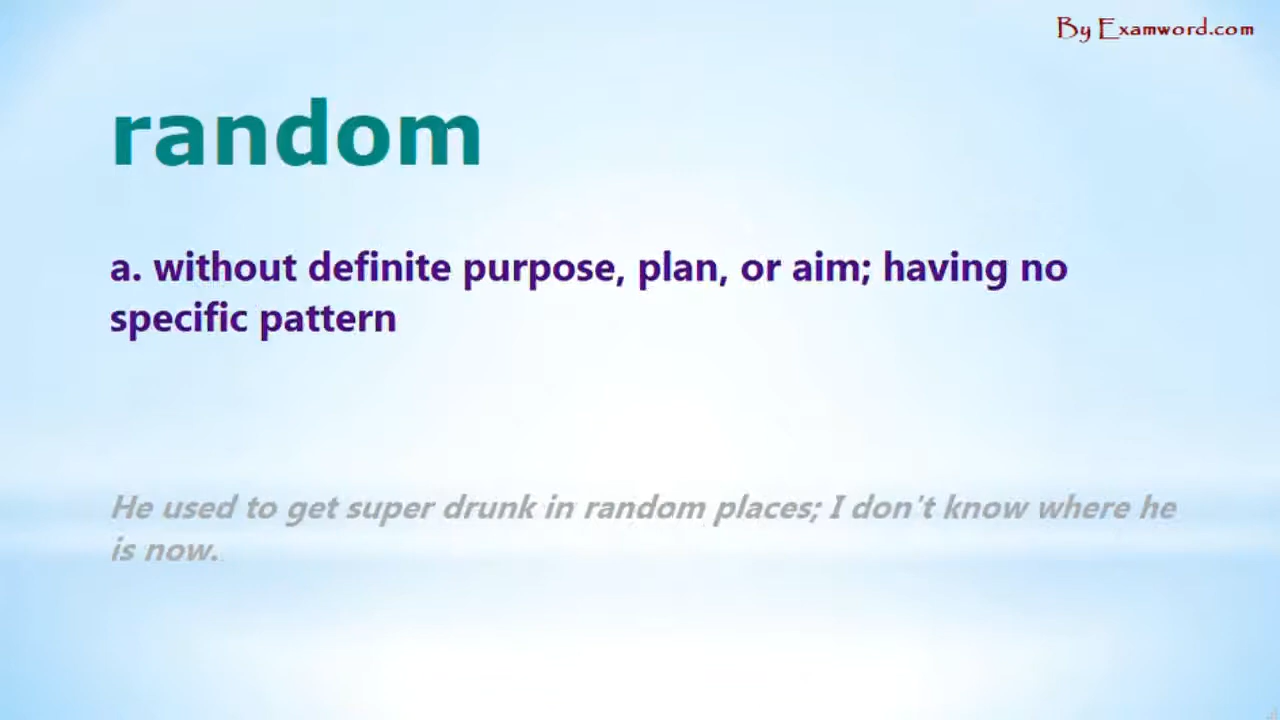 By Examword.com
random
a. without definite purpose, plan, or aim; having no
specific pattern
He used to get super drunk in random places; I don't know where he
is now.